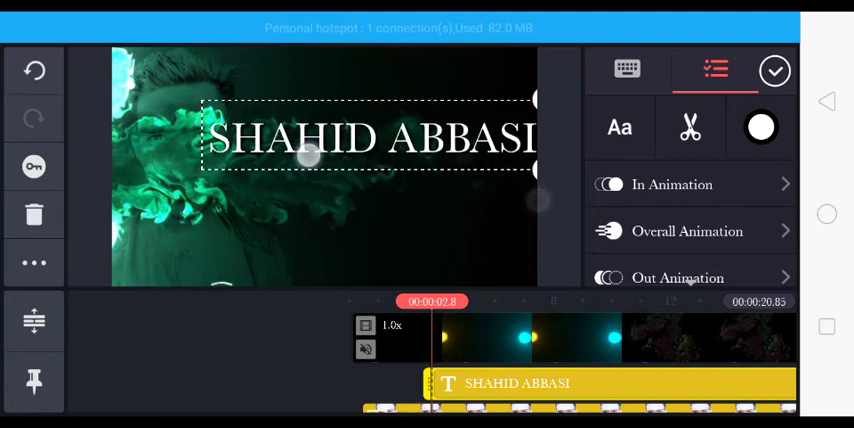 Personal hotspot : 1 connection(s),Used 82.0 MB
SHAHID ABBASI
Aa
In Animation
Overall Animation
Out Animation
00:00:02.8
8
12
00:00:20.85
1.0x
T SHAHID ABBASI